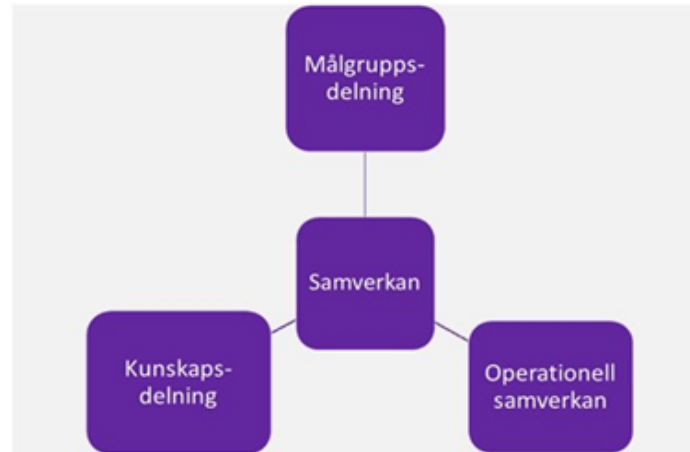 Målgrupps-
delning
Samverkan
Kunskaps-
delning
Operationell
samverkan